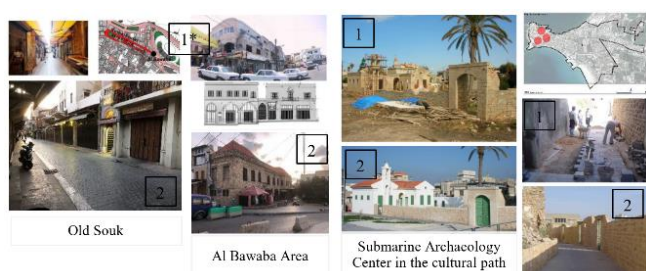 1*
2
Old Souk
2
Al Bawaba Area
1
2
Submarine Archaeology
Center in the cultural path
1
2